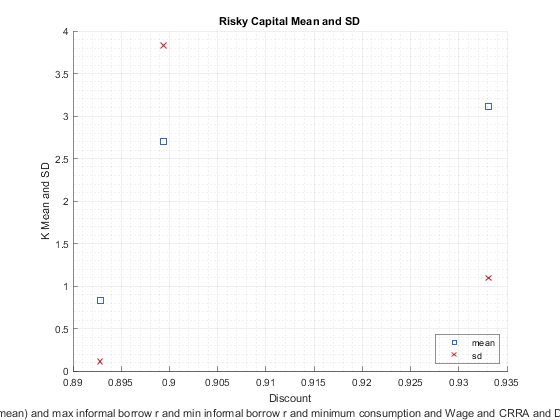 Risky Capital Mean and SD
4
3.5
3
2.5
2
1.5
1
0.5
0
K Mean and SD
mean
sd
0.89 0.895 0.9 0.905 0.91 0.915 0.92 0.925 0.93 0.935
Discount
mean) and max informal borrow r and min informal borrow r and minimum consumption and Wage and CRRA and D